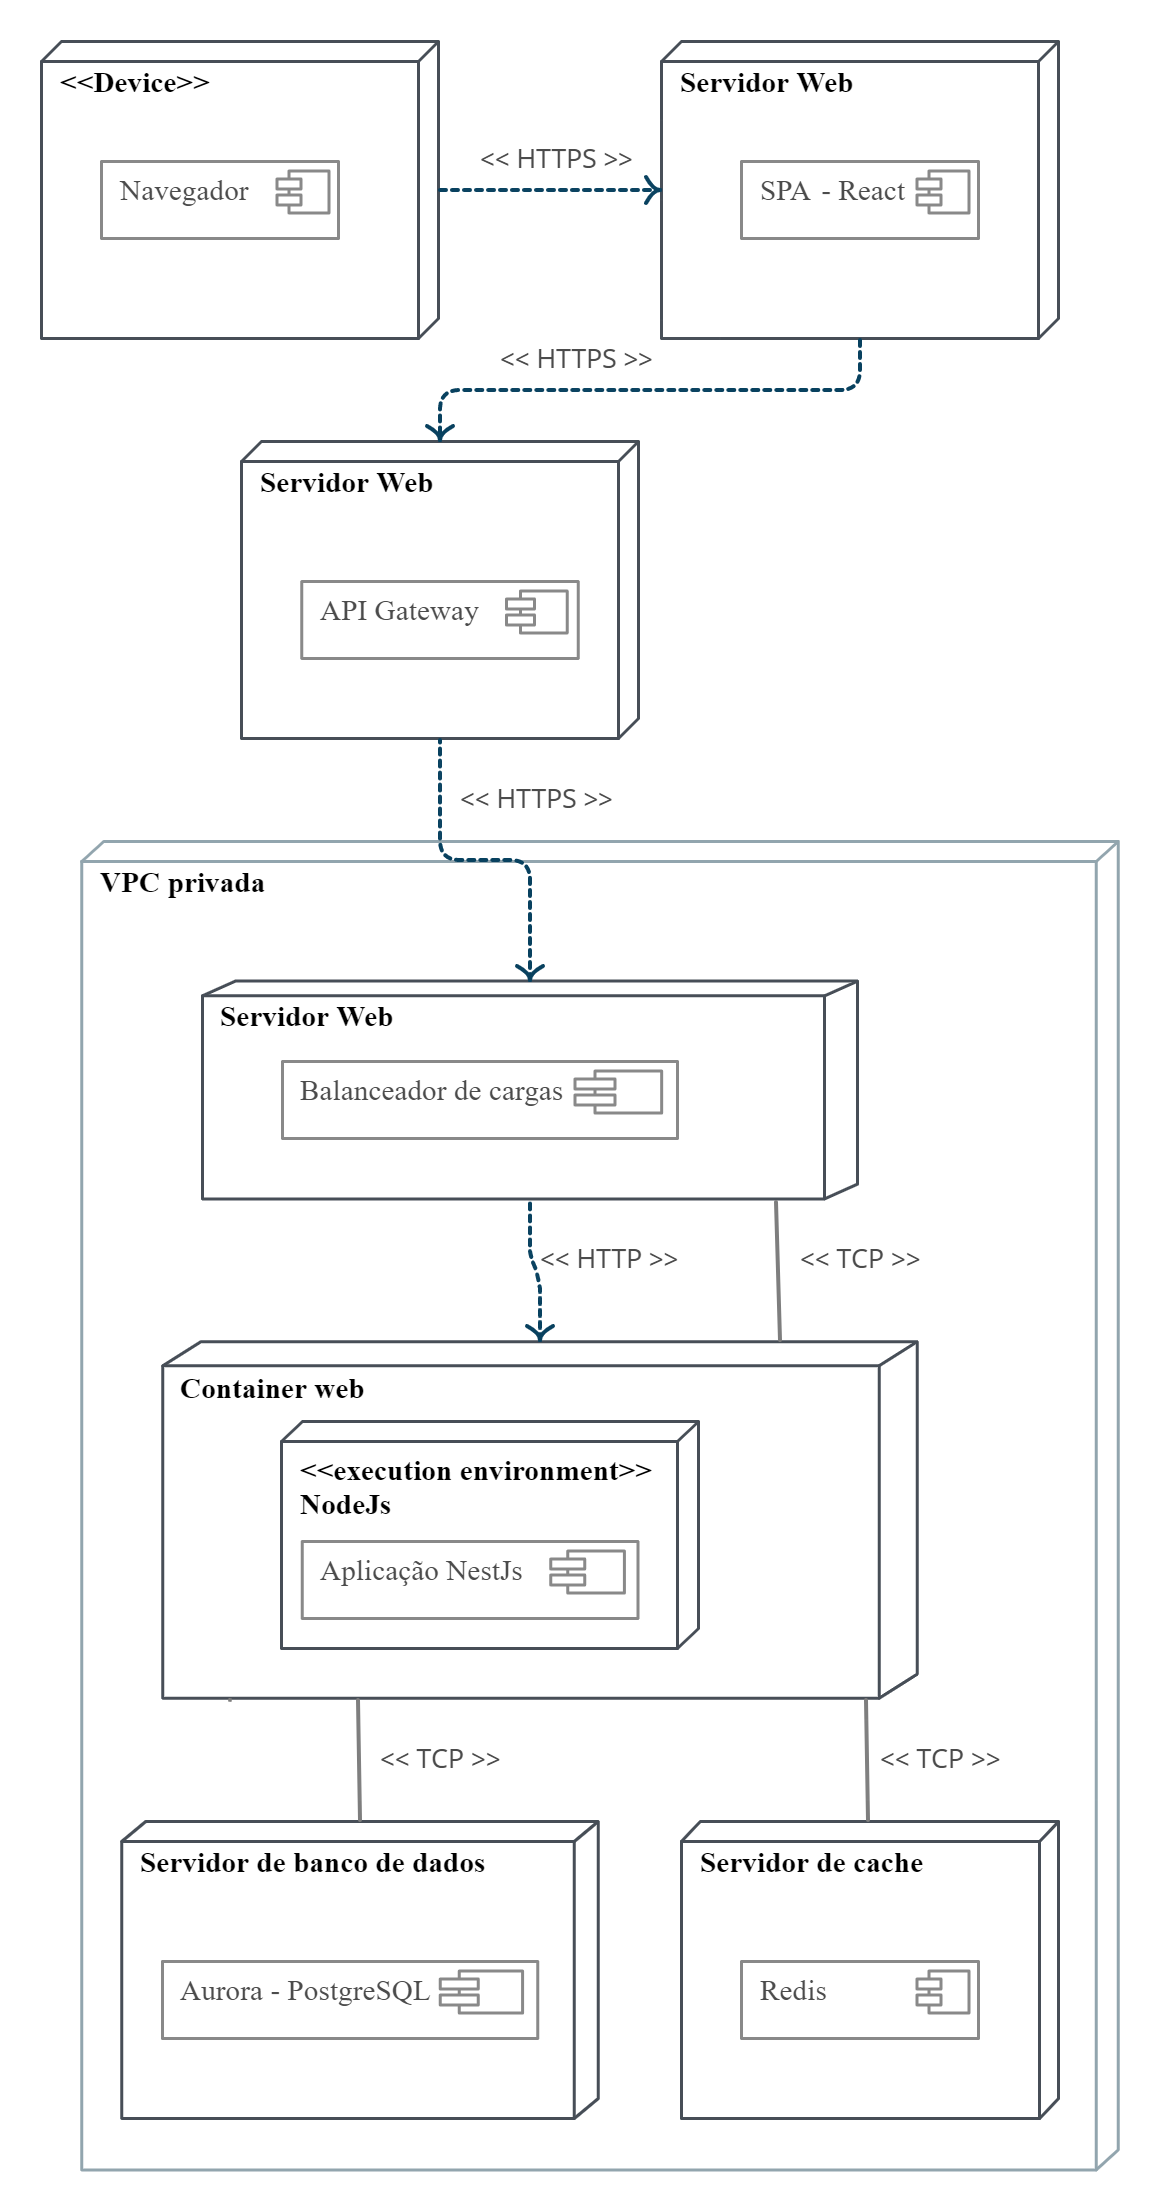 <<Device>>
Navegador
<< HTTPS >>
Servidor Web
SPA - React
<< HTTPS >>
Servidor Web
API Gateway
<< HTTPS >>
VPC privada
Servidor Web
Balanceador de cargas
<< HTTP >>
<< TCP >>
Container web
<<execution environment>>
NodeJs
Aplicação NestJs
<< TCP >>
<< TCP >>
Servidor de banco de dados
Aurora - PostgreSQL
Servidor de cache
Redis